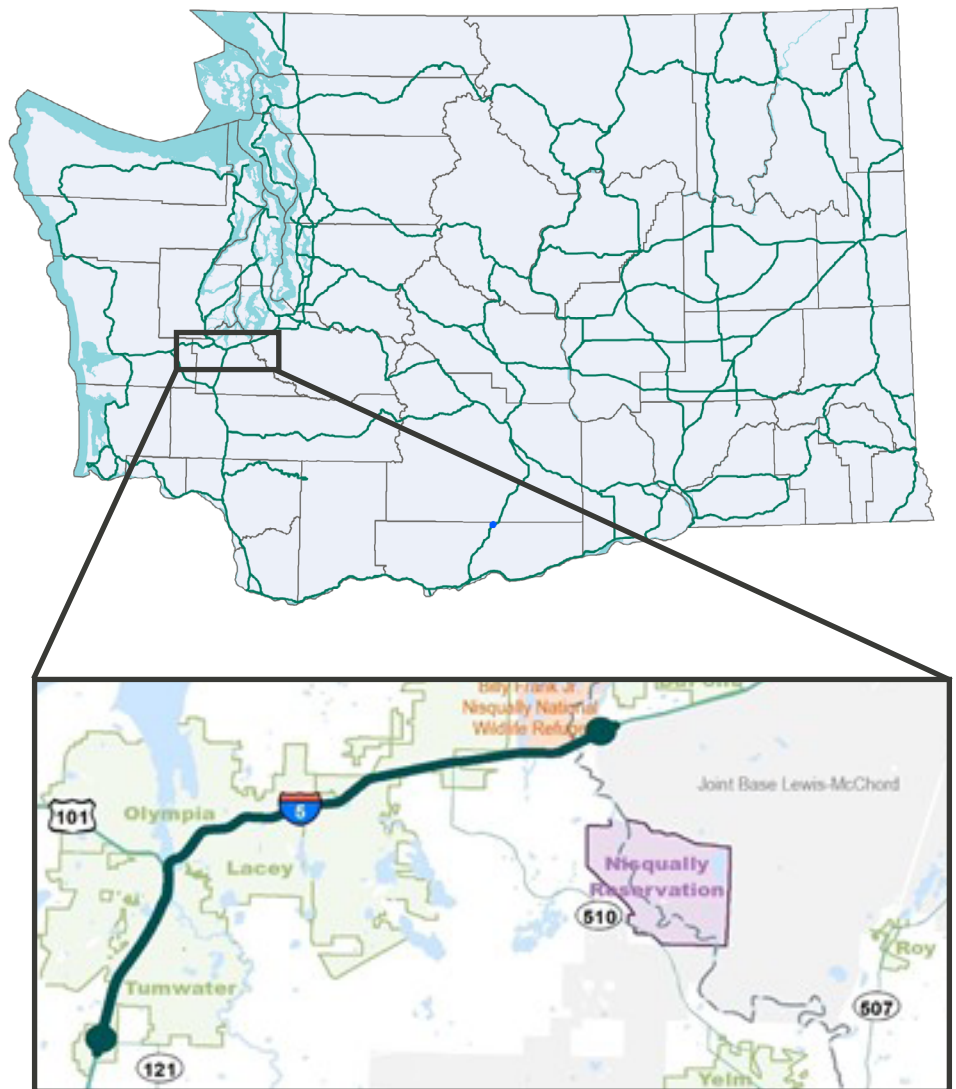 Billy Frank Jr.
Nisqually National
Wildlife Refuge
Joint Base Lewis-McChord
101
Olympia
5
Lacey
Nisqually
Reservation
510
Roy
Tumwater
507
121
Yelm